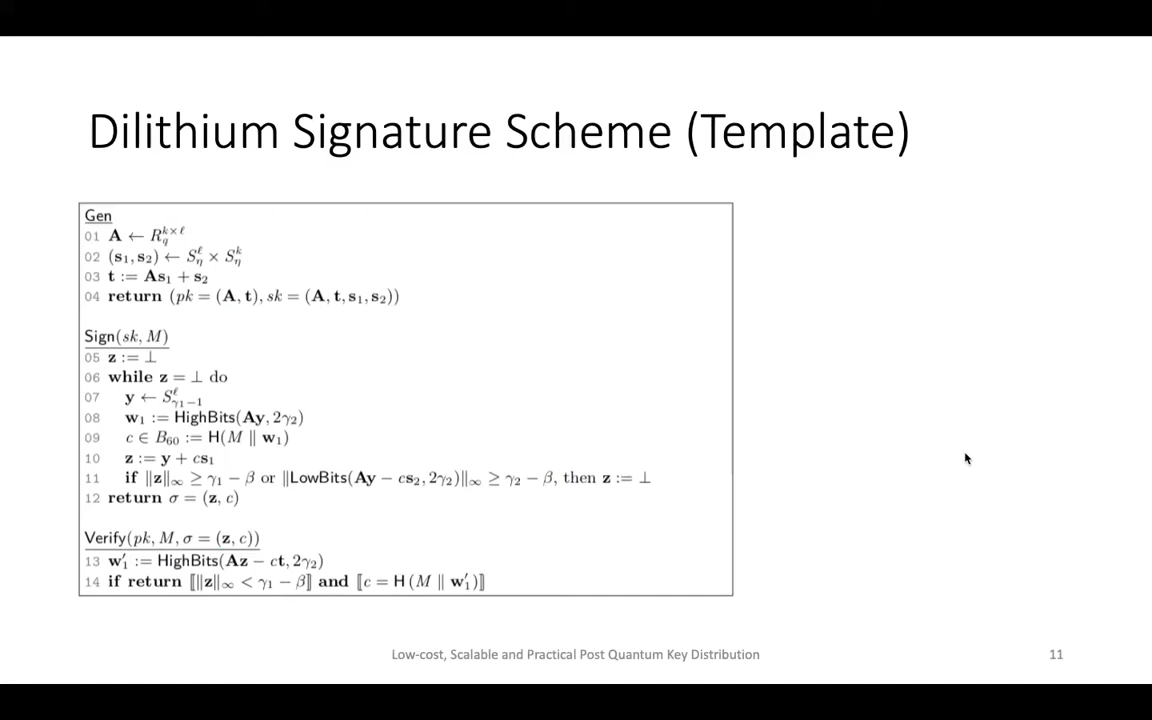 Dilithium Signature Scheme (Template)
Gen
01 A ← R_q^{k×ℓ}
02 (s₁, s₂) ← S_η^ℓ × S_η^k
03 t := As₁ + s₂
04 return (pk = (A, t), sk = (A, t, s₁, s₂))
Sign(sk, M)
05 z := ⊥
06 while z = ⊥ do
07 y ← S_{γ₁−1}^ℓ
08 w₁ := HighBits(Ay, 2γ₂)
09 c ∈ B₆₀ := H(M ∥ w₁)
10 z := y + cs₁
11 if ‖z‖∞ ≥ γ₁ − β or ‖LowBits(Ay − cs₂, 2γ₂)‖∞ ≥ γ₂ − β, then z := ⊥
12 return σ = (z, c)
Verify(pk, M, σ = (z, c))
13 w′₁ := HighBits(Az − ct, 2γ₂)
14 if return ⟦‖z‖∞ < γ₁ − β⟧ and ⟦c = H (M ∥ w′₁)⟧
Low-cost, Scalable and Practical Post Quantum Key Distribution
11